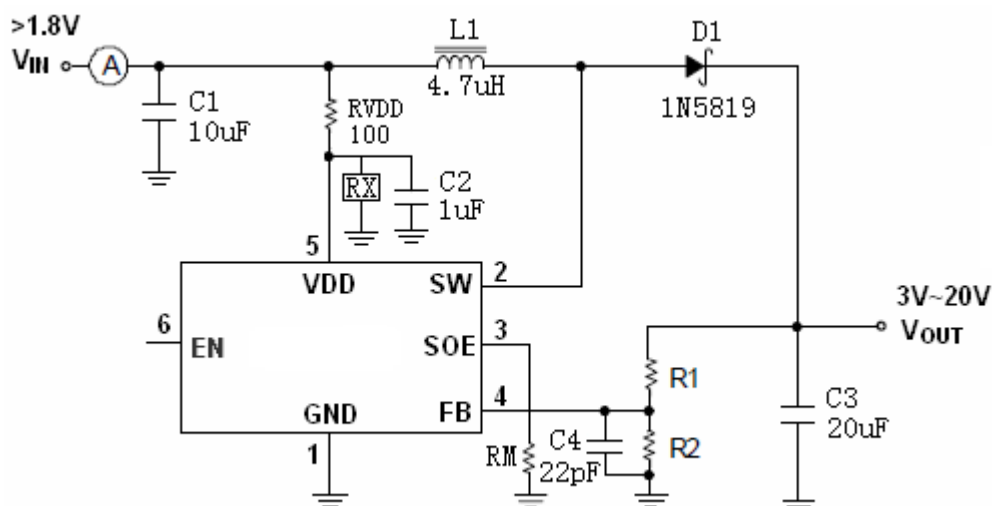 >1.8V
VIN
A
C1
10uF
RVDD
100
RX
C2
1uF
L1
4.7uH
D1
1N5819
5
VDD
SW
2
6
EN
SOE
3
GND
FB
4
1
RM
C4
22pF
R1
R2
3V~20V
VOUT
C3
20uF